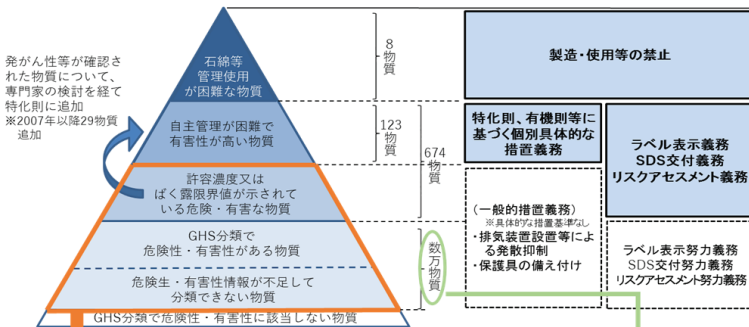 発がん性等が確認さ
れた物質について、
専門家の検討を経て
特化則に追加
※2007年以降29物質
追加
石綿等
管理使用
が困難な物質
自主管理が困難で
有害性が高い物質
許容濃度又は
ばく露限界値が示されて
いる危険・有害な物質
GHS分類で
危険性・有害性がある物質
危険生・有害性情報が不足して
分類できない物質
GHS分類で危険性・有害性に該当しない物質
8物質
123物質
674物質
数万物質
製造・使用等の禁止
特化則、有機則等に
基づく個別具体的な
措置義務
(一般的措置義務)
※具体的な措置基準なし
・排気装置設置等によ
る発散抑制
・保護具の備え付け
ラベル表示義務
SDS交付義務
リスクアセスメント義務
ラベル表示努力義務
SDS交付努力義務
リスクアセスメント努力義務